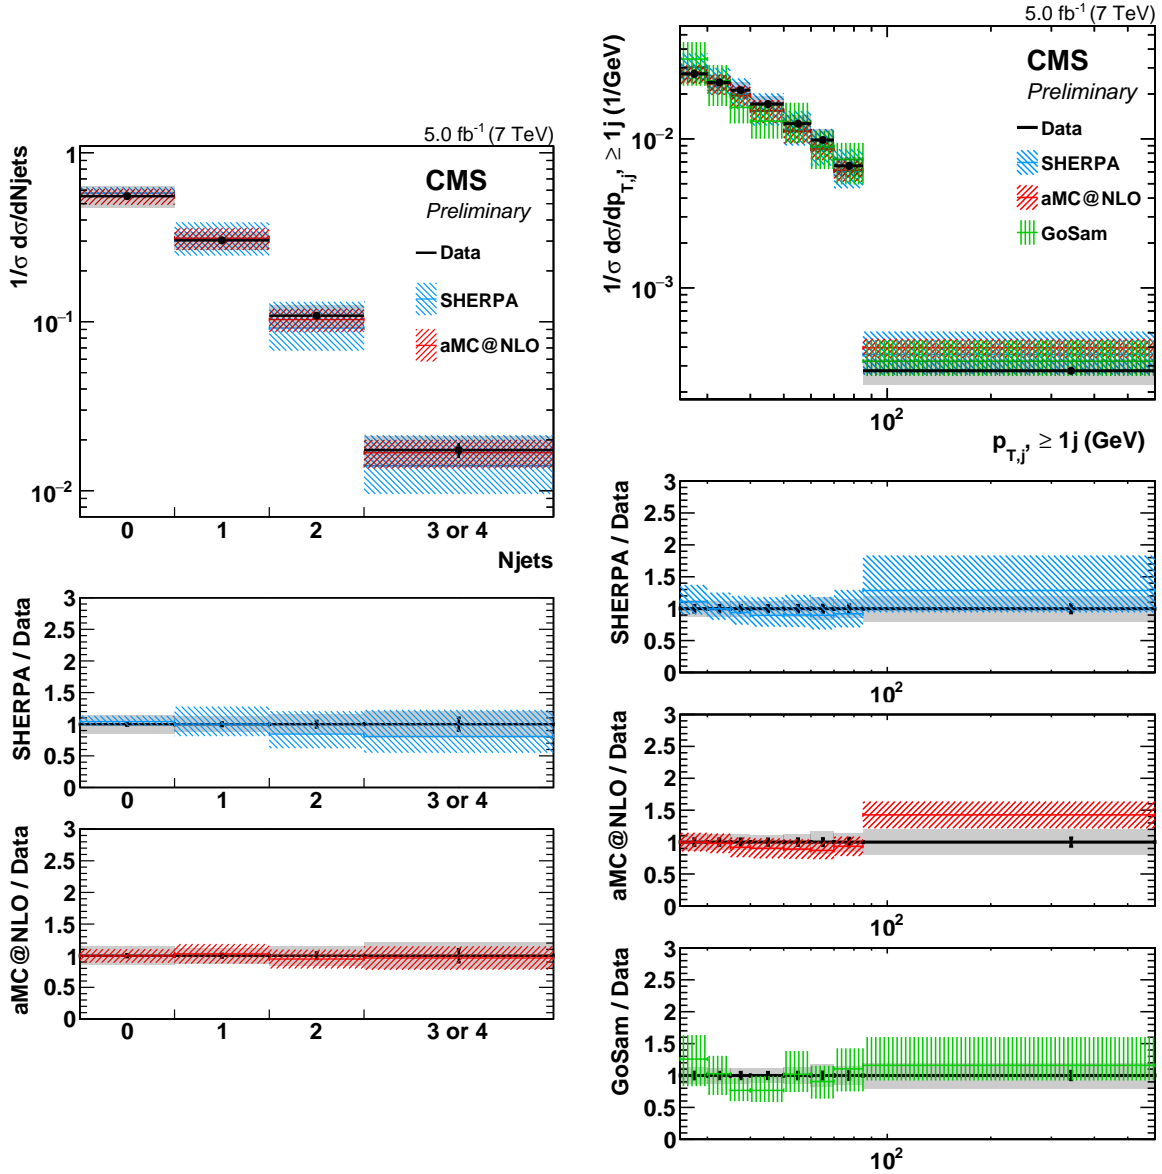 5.0 fb⁻¹ (7 TeV)
1/σ dσ/dNjets
CMS
Preliminary
Data
SHERPA
aMC@NLO
1
10⁻¹
10⁻²
0 1 2 3 or 4
Njets
SHERPA / Data
3
2.5
2
1.5
1
0.5
0
0 1 2 3 or 4
aMC@NLO / Data
3
2.5
2
1.5
1
0.5
0
0 1 2 3 or 4
5.0 fb⁻¹ (7 TeV)
1/σ dσ/dp_T,j, ≥ 1j (1/GeV)
CMS
Preliminary
Data
SHERPA
aMC@NLO
GoSam
10⁻²
10⁻³
10²
p_T,j, ≥ 1j (GeV)
SHERPA / Data
3
2.5
2
1.5
1
0.5
0
10²
aMC@NLO / Data
3
2.5
2
1.5
1
0.5
0
10²
GoSam / Data
3
2.5
2
1.5
1
0.5
0
10²